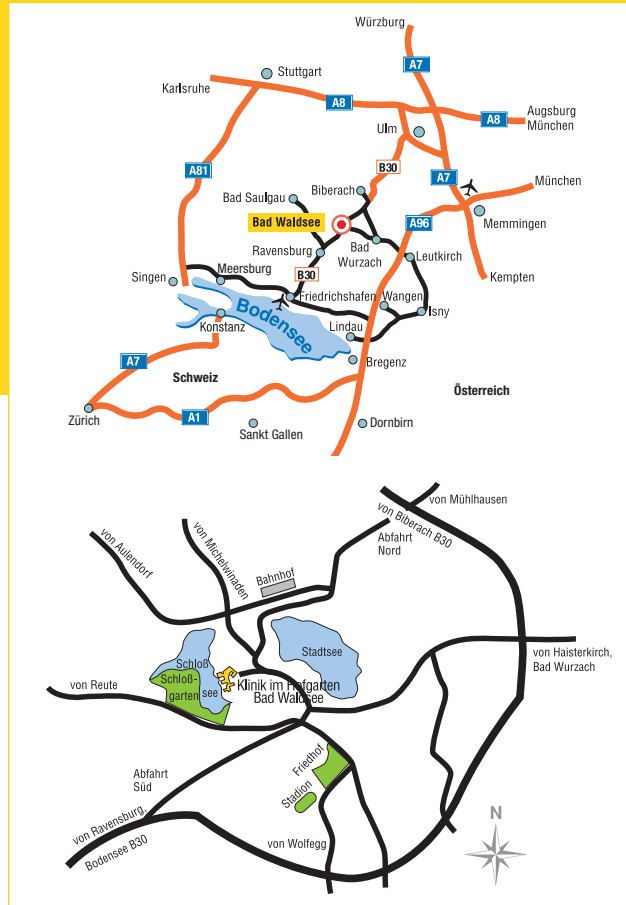 Würzburg
A7
Stuttgart
Karlsruhe
A8
A8
Augsburg
München
Ulm
A81
B30
A7
München
Bad Saulgau
Biberach
Memmingen
Bad Waldsee
A96
Ravensburg
Bad
Wurzach
Leutkirch
Singen
Meersburg
B30
Kempten
Friedrichshafen
Wangen
Isny
Bodensee
Konstanz
Lindau
A7
Bregenz
Schweiz
Österreich
Zürich
A1
Sankt Gallen
Dornbirn
von Mühlhausen
von Biberach B30
von Aulendorf
von Michelwinaden
Abfahrt
Nord
Bahnhof
Stadtsee
von Haisterkirch,
Bad Wurzach
Schloß
see
Schloß-
garten
Klinik im Hofgarten
Bad Waldsee
von Reute
Friedhof
Abfahrt
Süd
Stadion
von Ravensburg,
Bodensee B30
von Wolfegg
N